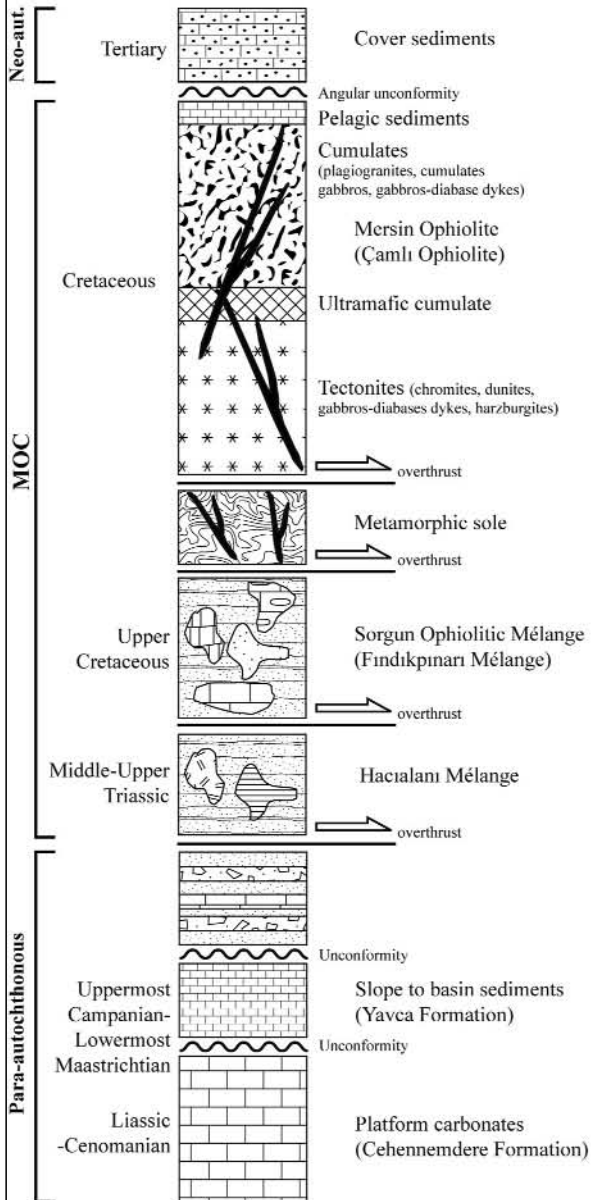 Neo-aut.
Tertiary
Cover sediments
Angular unconformity
MOC
Pelagic sediments
Cumulates
(plagiogranites, cumulates
gabbros, gabbros-diabase dykes)
Mersin Ophiolite
(Çamlı Ophiolite)
Cretaceous
Ultramafic cumulate
Tectonites (chromites, dunites,
gabbros-diabases dykes, harzburgites)
overthrust
Metamorphic sole
overthrust
Upper
Cretaceous
Sorgun Ophiolitic Mélange
(Fındıkpınarı Mélange)
overthrust
Middle-Upper
Triassic
Hacıalanı Mélange
overthrust
Para-autochthonous
Unconformity
Uppermost
Campanian-
Lowermost
Maastrichtian
Slope to basin sediments
(Yavca Formation)
Unconformity
Liassic
-Cenomanian
Platform carbonates
(Cehennemdere Formation)